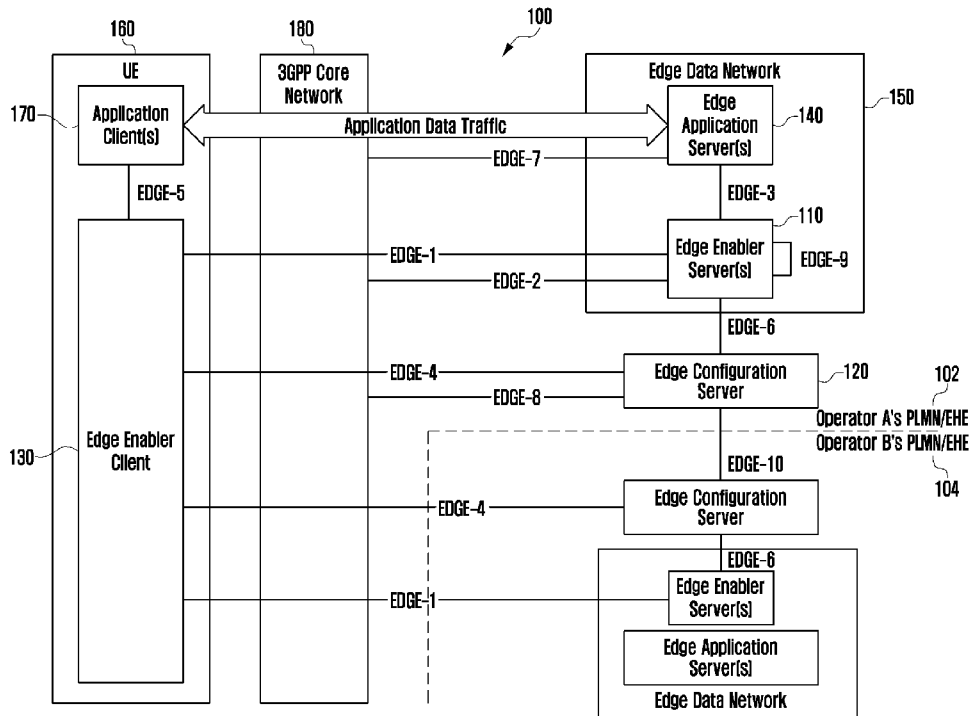 100
160
180
UE
3GPP Core
Network
Edge Data Network
150
170
Application
Client(s)
Application Data Traffic
Edge
Application
Server(s)
140
EDGE-7
EDGE-5
EDGE-3
110
EDGE-1
Edge Enabler
Server(s)
EDGE-9
EDGE-2
EDGE-6
EDGE-4
Edge Configuration
Server
120
EDGE-8
102
Operator A's PLMN/EHE
Operator B's PLMN/EHE
104
130
Edge Enabler
Client
EDGE-10
EDGE-4
Edge Configuration
Server
EDGE-6
EDGE-1
Edge Enabler
Server(s)
Edge Application
Server(s)
Edge Data Network